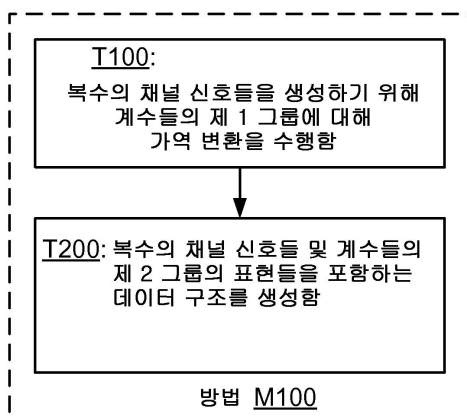 T100:
복수의 채널 신호들을 생성하기 위해
계수들의 제 1 그룹에 대해
가역 변환을 수행함
T200: 복수의 채널 신호들 및 계수들의
제 2 그룹의 표현들을 포함하는
데이터 구조를 생성함
방법 M100